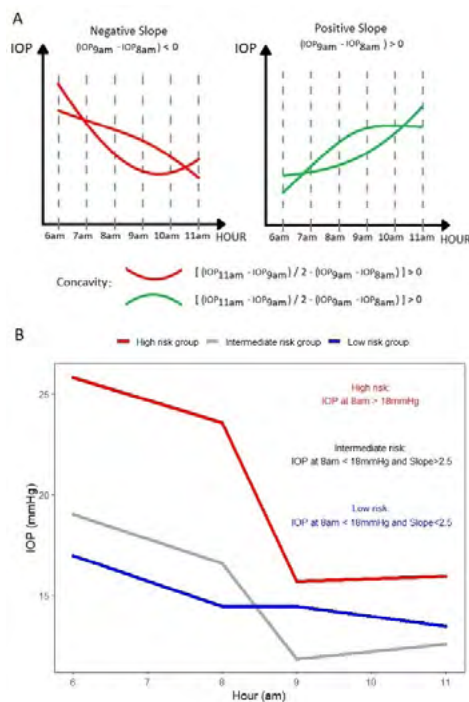 A
Negative Slope
(IOP9am - IOP8am) < 0
Positive Slope
(IOP9am - IOP8am) > 0
IOP
IOP
6am 7am 8am 9am 10am 11am HOUR
6am 7am 8am 9am 10am 11am HOUR
Concavity:
[ (IOP11am - IOP9am) / 2 - (IOP9am - IOP8am) ] > 0
[ (IOP11am - IOP9am) / 2 - (IOP9am - IOP8am) ] > 0
B
High risk group Intermediate risk group Low risk group
High risk:
IOP at 8am > 18mmHg
Intermediate risk:
IOP at 8am < 18mmHg and Slope>2.5
Low risk:
IOP at 8am < 18mmHg and Slope<2.5
IOP (mmHg)
25
20
15
6 7 8 9 10 11
Hour (am)